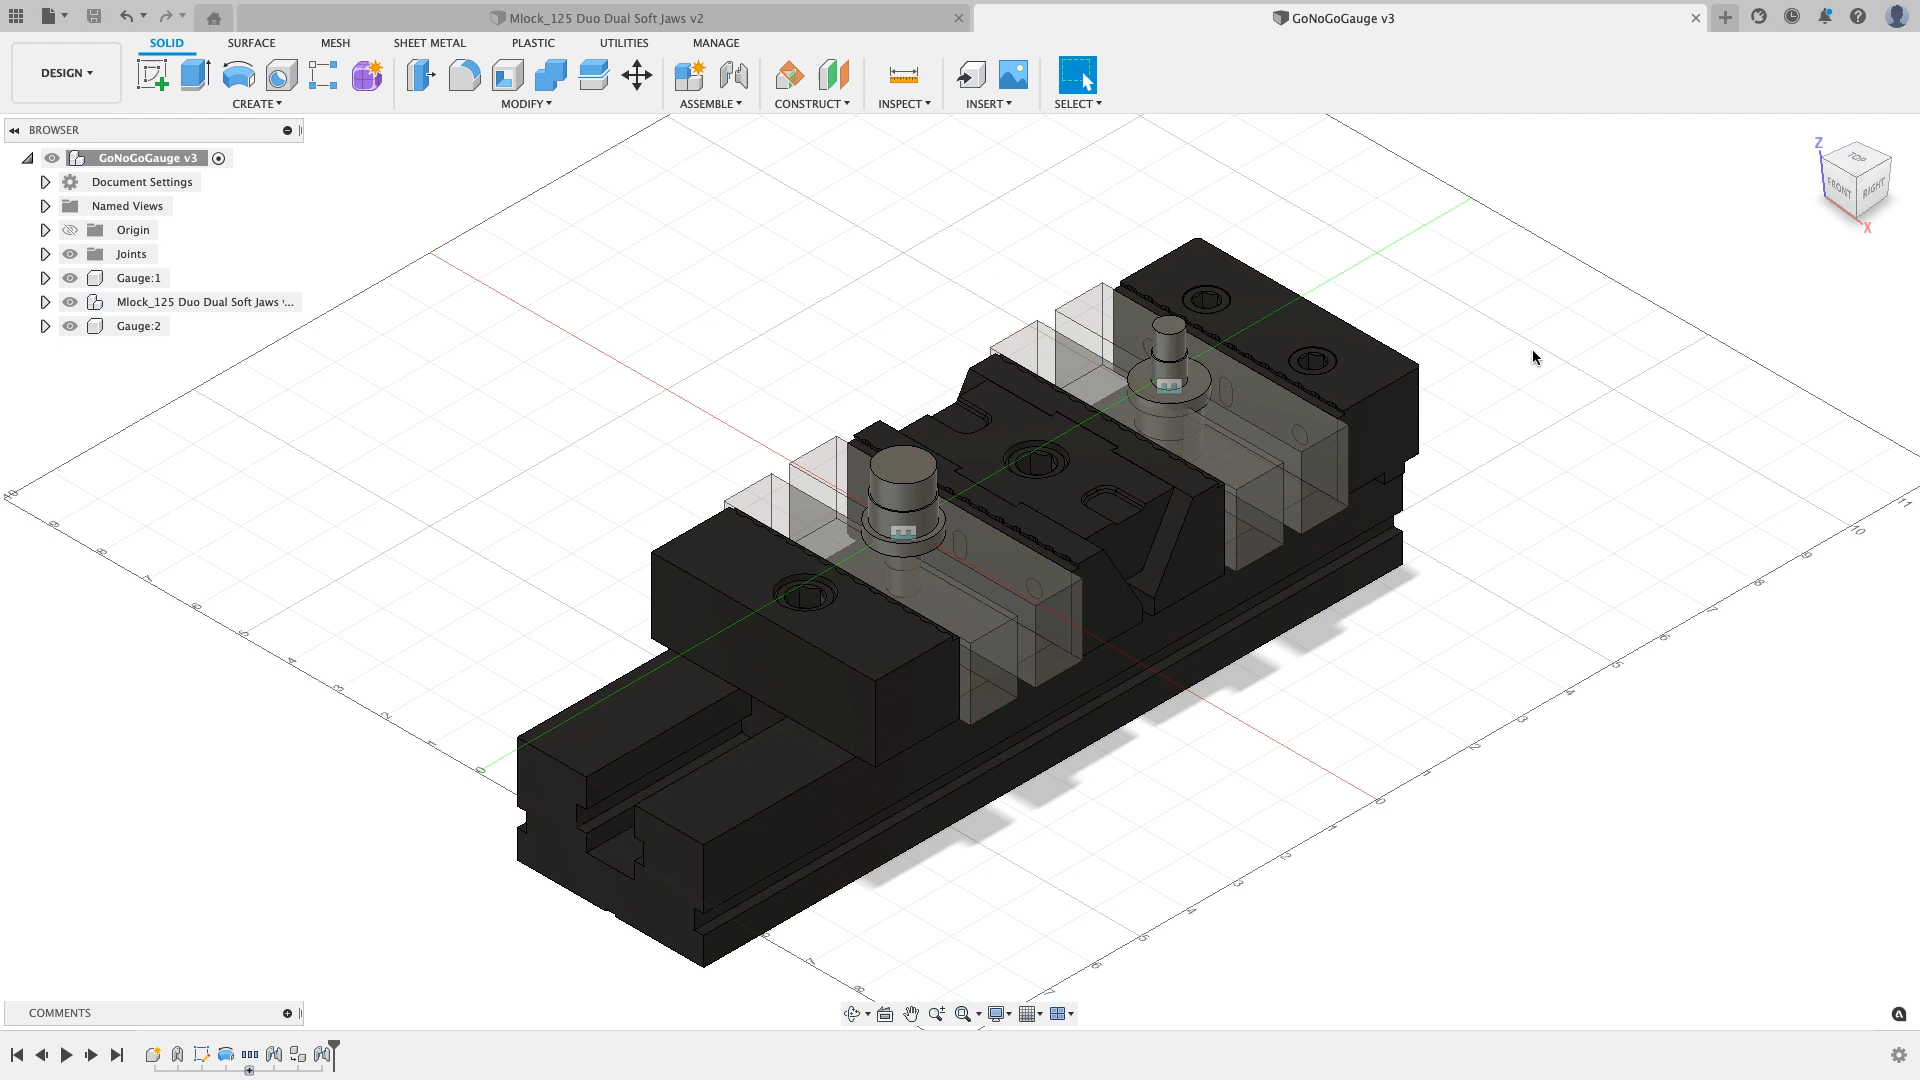 Mlock_125 Duo Dual Soft Jaws v2
GoNoGoGauge v3
DESIGN
SOLID
SURFACE
MESH
SHEET METAL
PLASTIC
UTILITIES
MANAGE
CREATE
MODIFY
ASSEMBLE
CONSTRUCT
INSPECT
INSERT
SELECT
BROWSER
GoNoGoGauge v3
Document Settings
Named Views
Origin
Joints
Gauge:1
Mlock_125 Duo Dual Soft Jaws ...
Gauge:2
Z
TOP
FRONT
RIGHT
X
COMMENTS